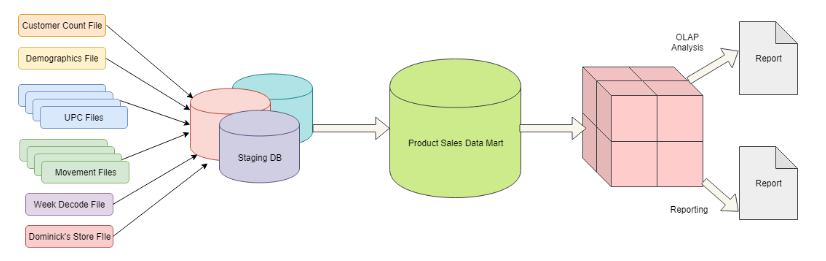 Customer Count File
Demographics File
UPC Files
Movement Files
Week Decode File
Dominick's Store File
Staging DB
Product Sales Data Mart
OLAP
Analysis
Report
Reporting
Report